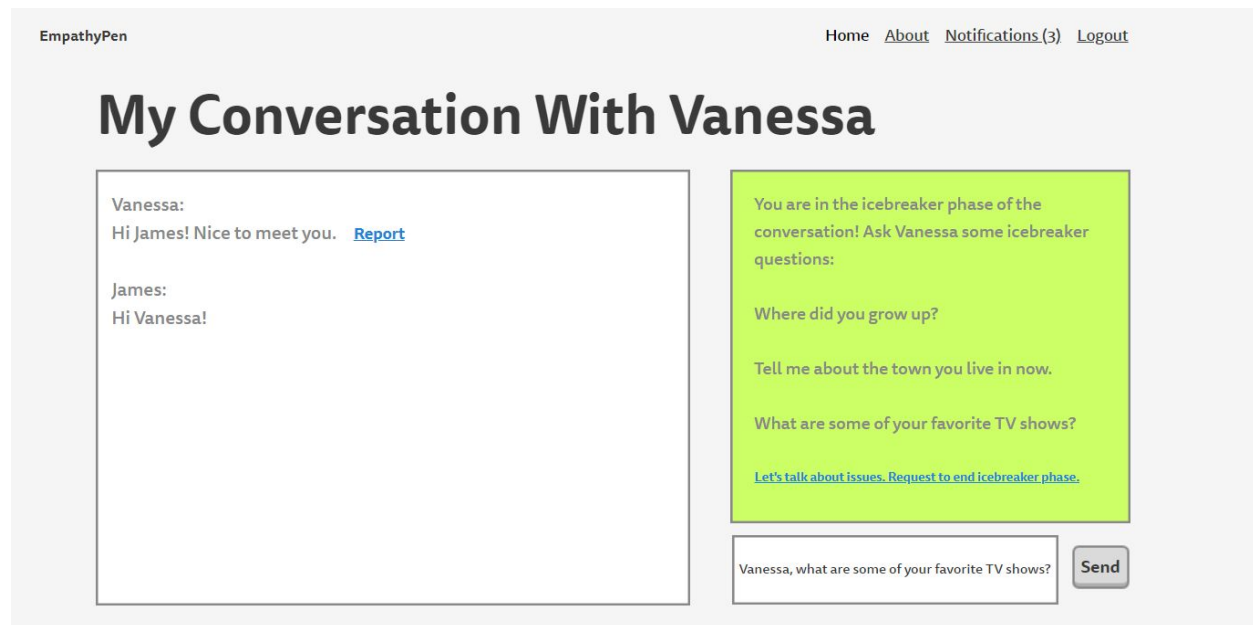 EmpathyPen
Home About Notifications (3) Logout
My Conversation With Vanessa
Vanessa:
Hi James! Nice to meet you. Report
James:
Hi Vanessa!
You are in the icebreaker phase of the
conversation! Ask Vanessa some icebreaker
questions:
Where did you grow up?
Tell me about the town you live in now.
What are some of your favorite TV shows?
Let's talk about issues. Request to end icebreaker phase.
Vanessa, what are some of your favorite TV shows?
Send